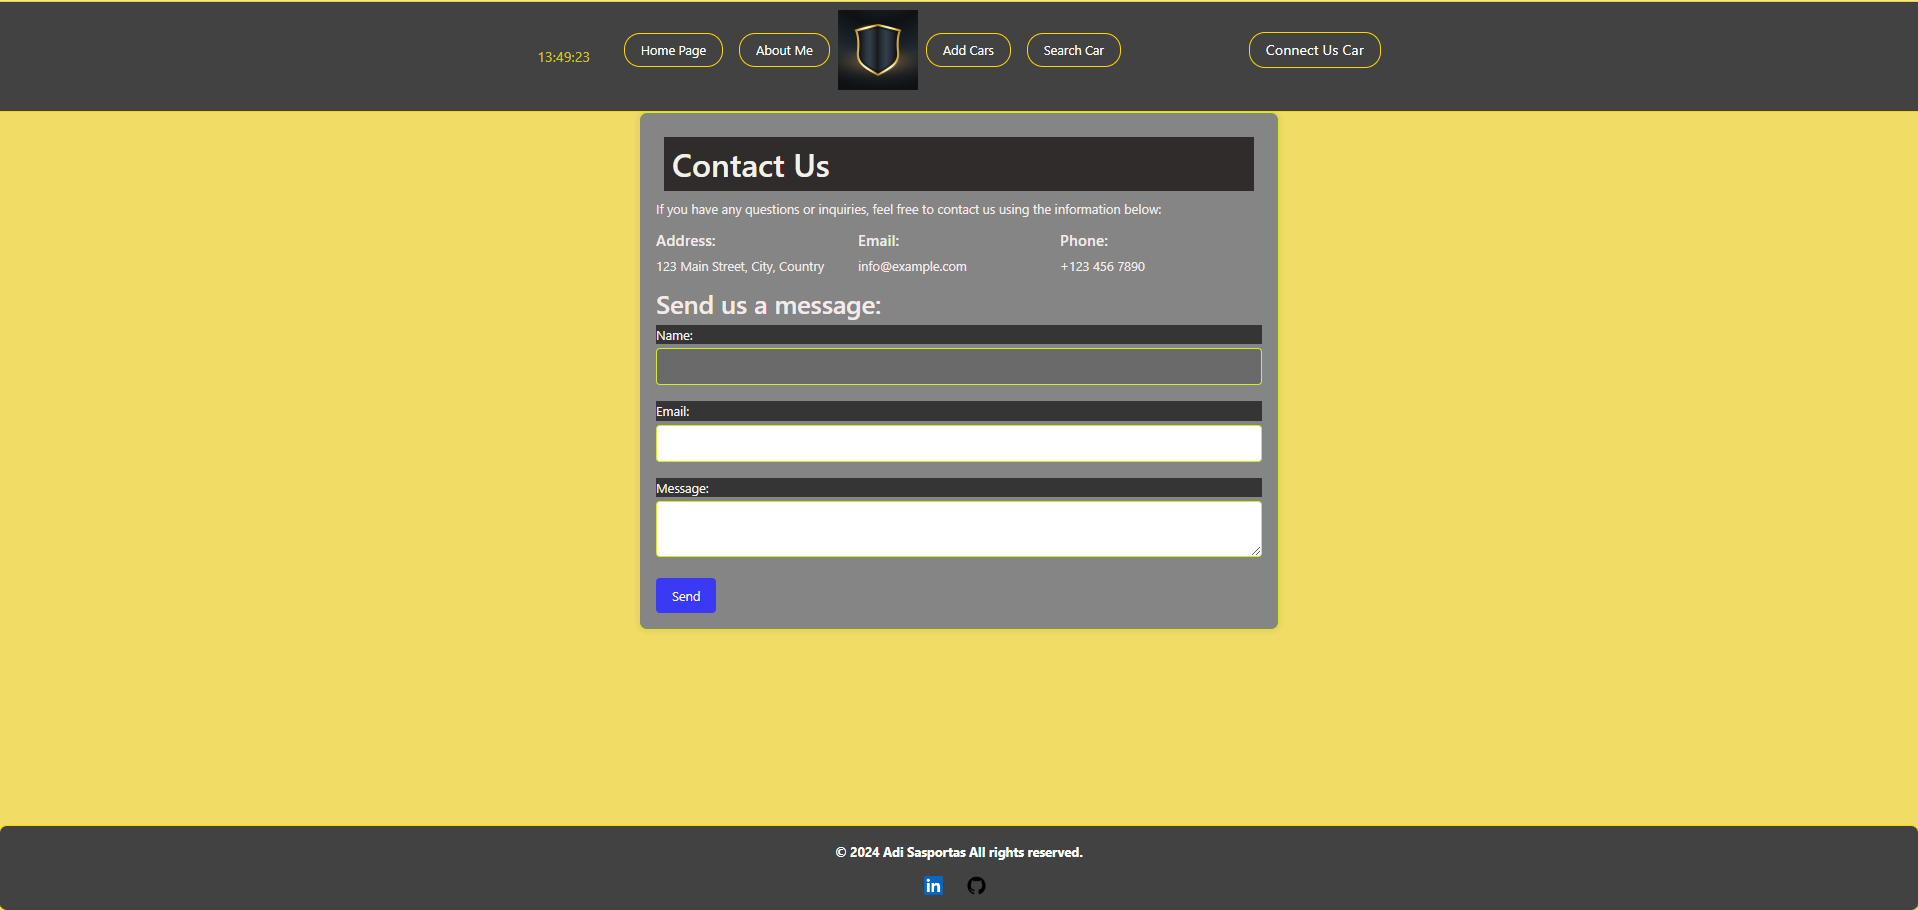 13:49:23 Home Page About Me Add Cars Search Car Connect Us Car
Contact Us
If you have any questions or inquiries, feel free to contact us using the information below:
Address: Email: Phone:
123 Main Street, City, Country info@example.com +123 456 7890
Send us a message:
Name:
Email:
Message:
Send
© 2024 Adi Sasportas All rights reserved.
in